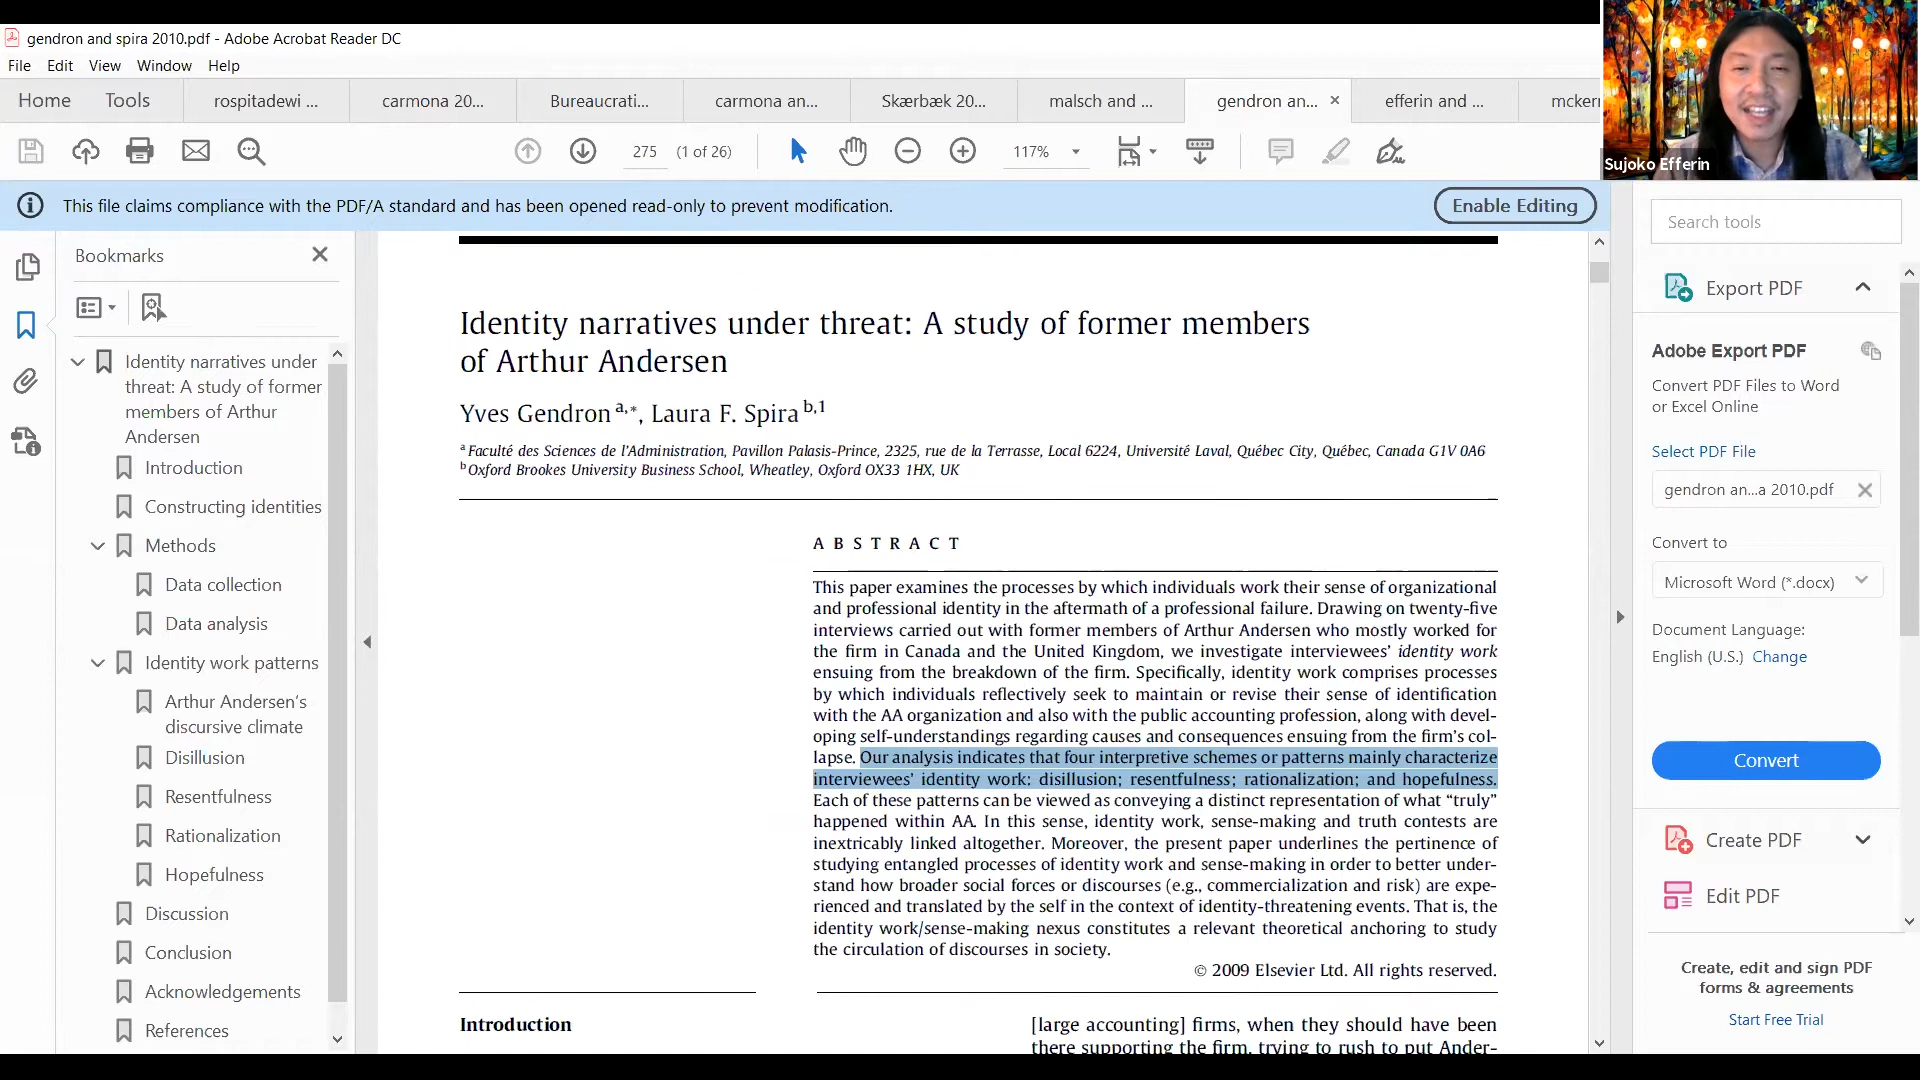 gendron and spira 2010.pdf - Adobe Acrobat Reader DC
File Edit View Window Help
Home Tools rospitadewi ... carmona 20... Bureaucrati... carmona an... Skærbæk 20... malsch and ... gendron an... efferin and ... mckern
275 (1 of 26) 117%
Sujoko Efferin
This file claims compliance with the PDF/A standard and has been opened read-only to prevent modification.
Enable Editing
Bookmarks
Identity narratives under
threat: A study of former
members of Arthur
Andersen
Introduction
Constructing identities
Methods
Data collection
Data analysis
Identity work patterns
Arthur Andersen's
discursive climate
Disillusion
Resentfulness
Rationalization
Hopefulness
Discussion
Conclusion
Acknowledgements
References
Identity narratives under threat: A study of former members
of Arthur Andersen
Yves Gendron a,*, Laura F. Spira b,1
a Faculté des Sciences de l'Administration, Pavillon Palasis-Prince, 2325, rue de la Terrasse, Local 6224, Université Laval, Québec City, Québec, Canada G1V 0A6
b Oxford Brookes University Business School, Wheatley, Oxford OX33 1HX, UK
ABSTRACT
This paper examines the processes by which individuals work their sense of organizational
and professional identity in the aftermath of a professional failure. Drawing on twenty-five
interviews carried out with former members of Arthur Andersen who mostly worked for
the firm in Canada and the United Kingdom, we investigate interviewees' identity work
ensuing from the breakdown of the firm. Specifically, identity work comprises processes
by which individuals reflectively seek to maintain or revise their sense of identification
with the AA organization and also with the public accounting profession, along with devel-
oping self-understandings regarding causes and consequences ensuing from the firm's col-
lapse. Our analysis indicates that four interpretive schemes or patterns mainly characterize
interviewees' identity work: disillusion; resentfulness; rationalization; and hopefulness.
Each of these patterns can be viewed as conveying a distinct representation of what “truly”
happened within AA. In this sense, identity work, sense-making and truth contests are
inextricably linked altogether. Moreover, the present paper underlines the pertinence of
studying entangled processes of identity work and sense-making in order to better under-
stand how broader social forces or discourses (e.g., commercialization and risk) are expe-
rienced and translated by the self in the context of identity-threatening events. That is, the
identity work/sense-making nexus constitutes a relevant theoretical anchoring to study
the circulation of discourses in society.
© 2009 Elsevier Ltd. All rights reserved.
Introduction
[large accounting] firms, when they should have been
there supporting the firm, trying to rush to put Ander-
Search tools
Export PDF
Adobe Export PDF
Convert PDF Files to Word
or Excel Online
Select PDF File
gendron an...a 2010.pdf
Convert to
Microsoft Word (*.docx)
Document Language:
English (U.S.) Change
Convert
Create PDF
Edit PDF
Create, edit and sign PDF
forms & agreements
Start Free Trial